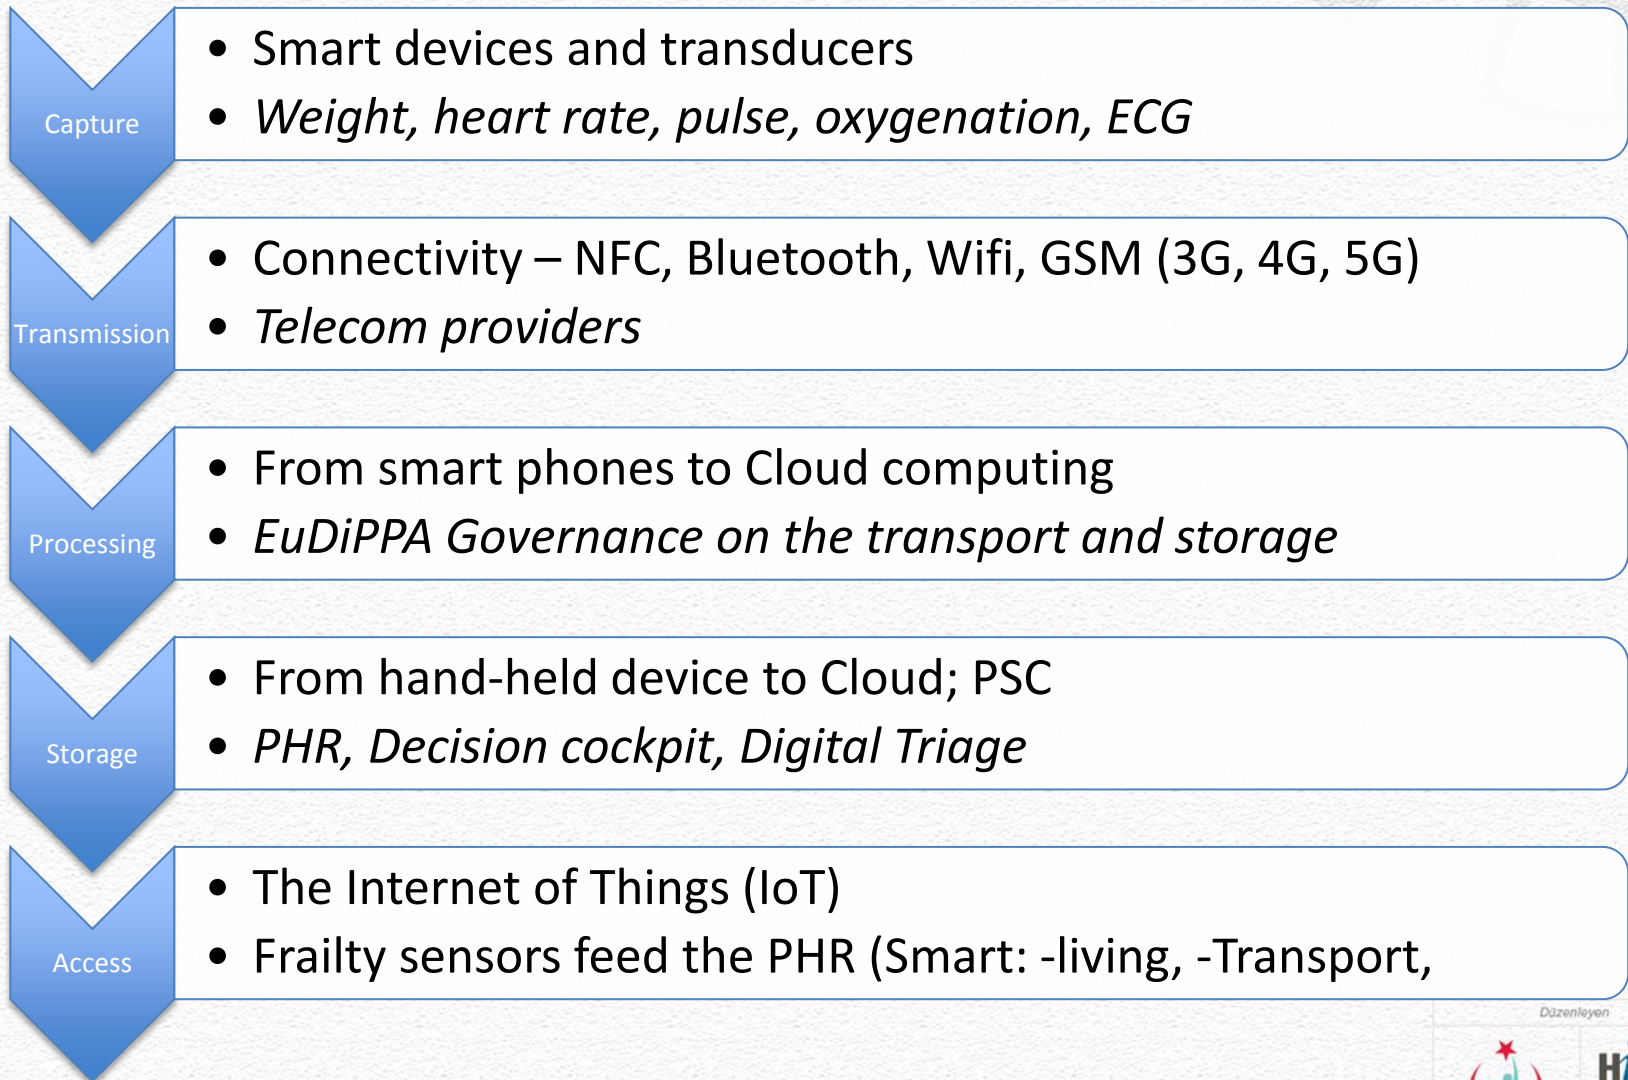 Capture
• Smart devices and transducers
• Weight, heart rate, pulse, oxygenation, ECG
Transmission
• Connectivity – NFC, Bluetooth, Wifi, GSM (3G, 4G, 5G)
• Telecom providers
Processing
• From smart phones to Cloud computing
• EuDiPPA Governance on the transport and storage
Storage
• From hand-held device to Cloud; PSC
• PHR, Decision cockpit, Digital Triage
Access
• The Internet of Things (IoT)
• Frailty sensors feed the PHR (Smart: -living, -Transport,
Düzenleyen